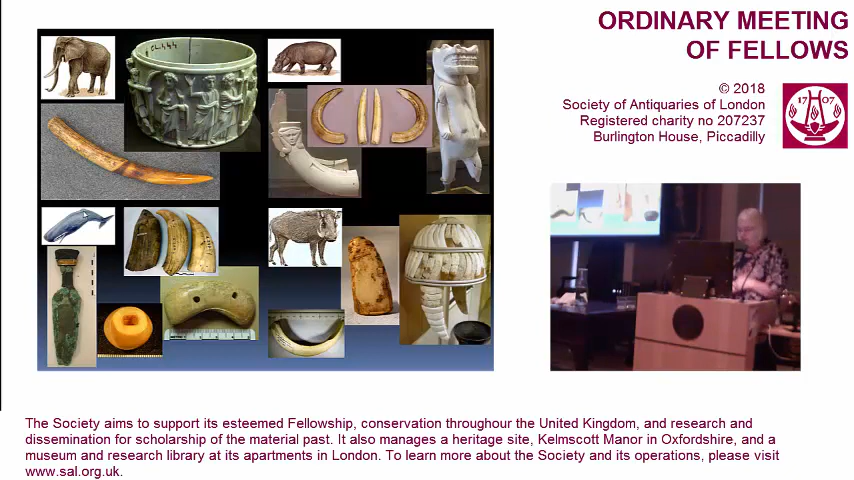 ORDINARY MEETING
OF FELLOWS
© 2018
Society of Antiquaries of London
Registered charity no 207237
Burlington House, Piccadilly
17 07
The Society aims to support its esteemed Fellowship, conservation throughour the United Kingdom, and research and
dissemination for scholarship of the material past. It also manages a heritage site, Kelmscott Manor in Oxfordshire, and a
museum and research library at its apartments in London. To learn more about the Society and its operations, please visit
www.sal.org.uk.